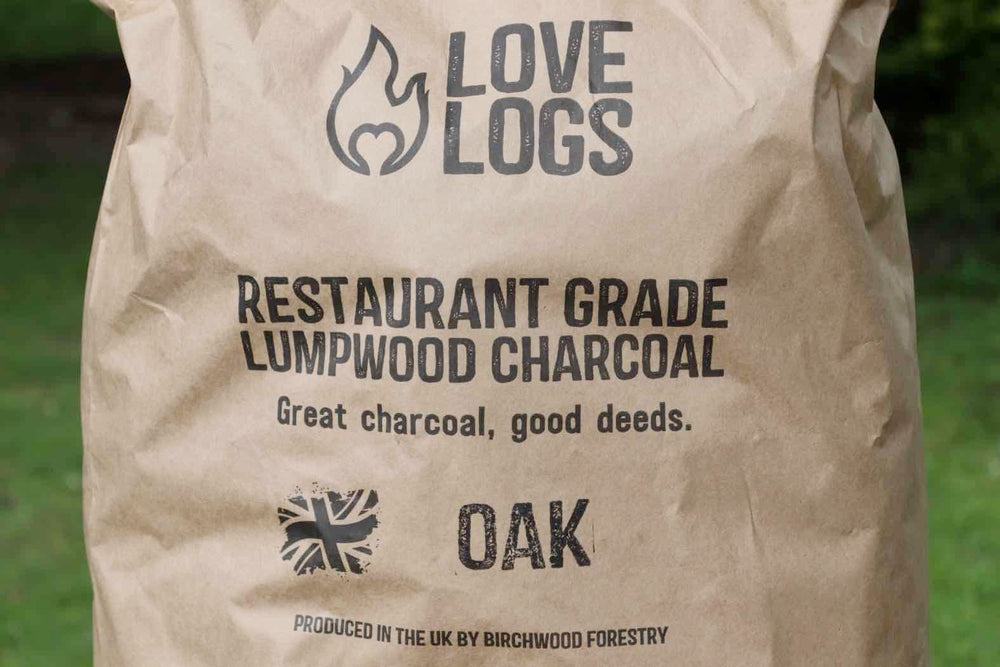 LOVE
LOGS
RESTAURANT GRADE
LUMPWOOD CHARCOAL
Great charcoal, good deeds.
OAK
PRODUCED IN THE UK BY BIRCHWOOD FORESTRY